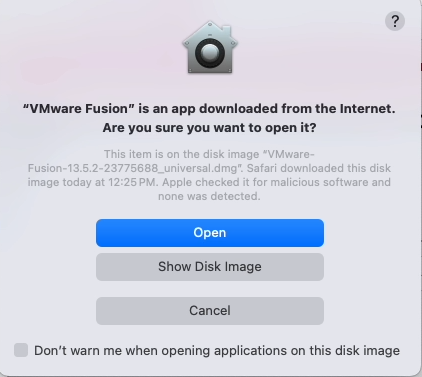 ?
“VMware Fusion” is an app downloaded from the Internet.
Are you sure you want to open it?
This item is on the disk image “VMware-
Fusion-13.5.2-23775688_universal.dmg”. Safari downloaded this disk
image today at 12:25 PM. Apple checked it for malicious software and
none was detected.
Open
Show Disk Image
Cancel
Don’t warn me when opening applications on this disk image